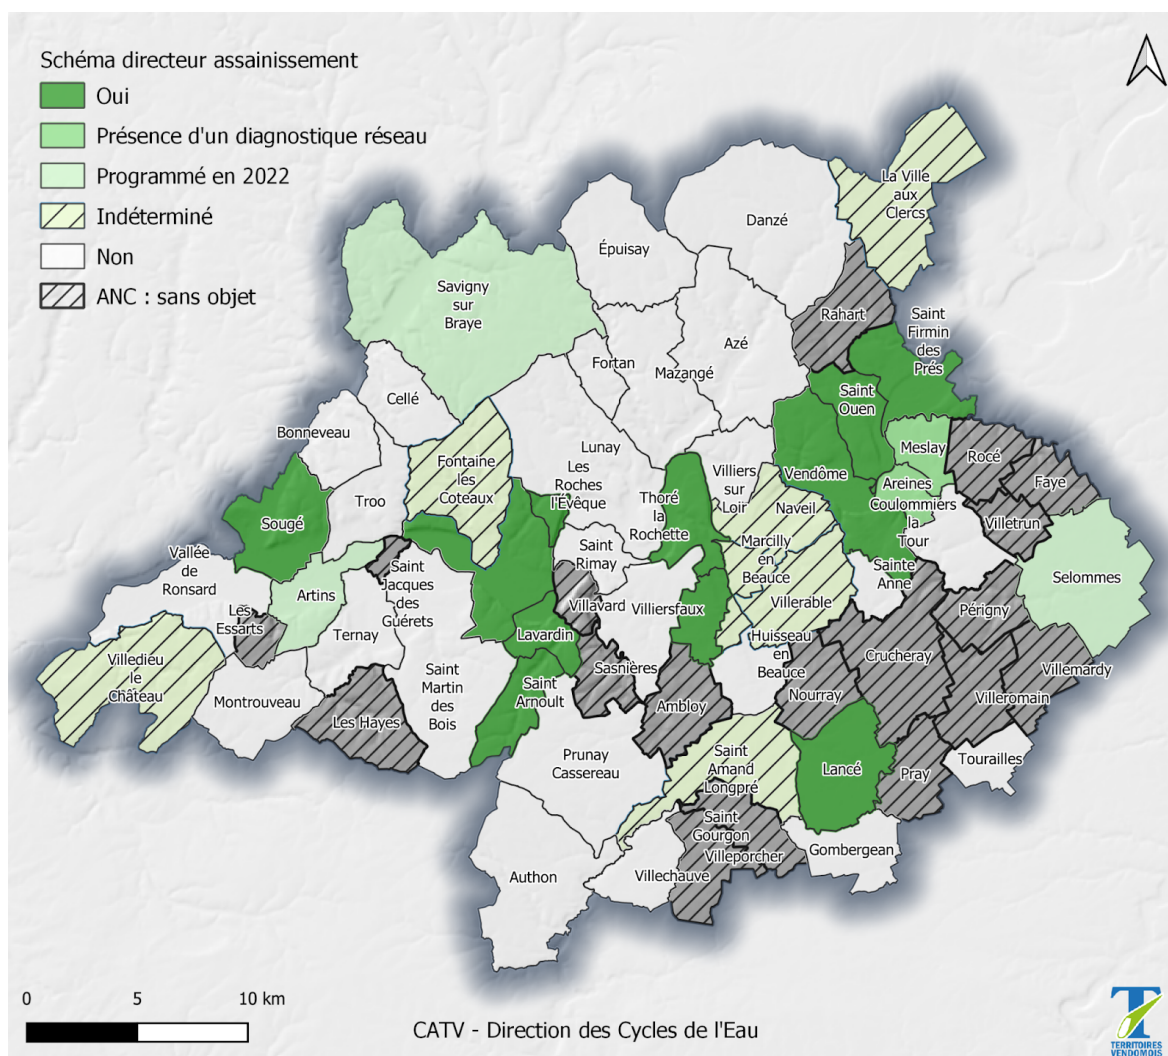 Schéma directeur assainissement
Oui
Présence d'un diagnostique réseau
Programmé en 2022
Indéterminé
Non
ANC : sans objet
La Ville
aux
Clercs
Danzé
Épuisay
Savigny
sur
Braye
Rahart
Saint
Firmin
des
Prés
Azé
Fortan
Mazangé
Cellé
Saint
Ouen
Bonneveau
Lunay
Meslay
Rocé
Fontaine
les
Coteaux
Les
Roches
l'Évêque
Villiers
sur
Loir
Vendôme
Areines
Faye
Troo
Thoré
la
Rochette
Naveil
Coulommiers
la
Tour
Villetrun
Sougé
Marcilly
en
Beauce
Vallée
de
Ronsard
Saint
Rimay
Sainte
Anne
Selommes
Saint
Jacques
des
Guérets
Artins
Les
Essarts
Villavard
Villiersfaux
Villerable
Périgny
Ternay
Lavardin
Huisseau
en
Beauce
Crucheray
Villedieu
le
Château
Sasnières
Villemardy
Montrouveau
Saint
Martin
des
Bois
Saint
Arnoult
Ambloy
Nourray
Villeromain
Les Hayes
Prunay
Cassereau
Saint
Amand
Longpré
Lancé
Pray
Tourailles
Saint
Gourgon
Villeporcher
Gombergean
Authon
Villechauve
0 5 10 km
CATV - Direction des Cycles de l'Eau
TERRITOIRES
VENDOMOIS